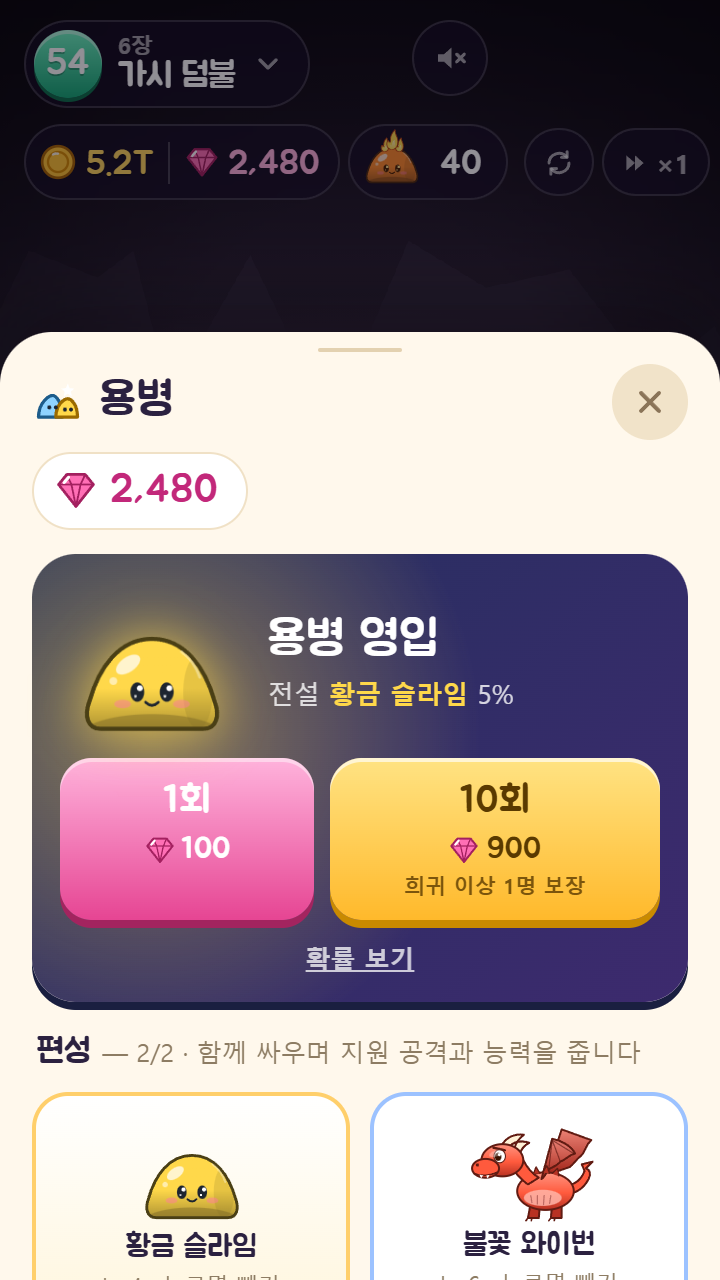 54
6장
가시 덤불
5.2T
2,480
40
×1
용병
2,480
용병 영입
전설 황금 슬라임 5%
1회
100
10회
900
희귀 이상 1명 보장
확률 보기
편성 — 2/2 · 함께 싸우며 지원 공격과 능력을 줍니다
황금 슬라임
불꽃 와이번